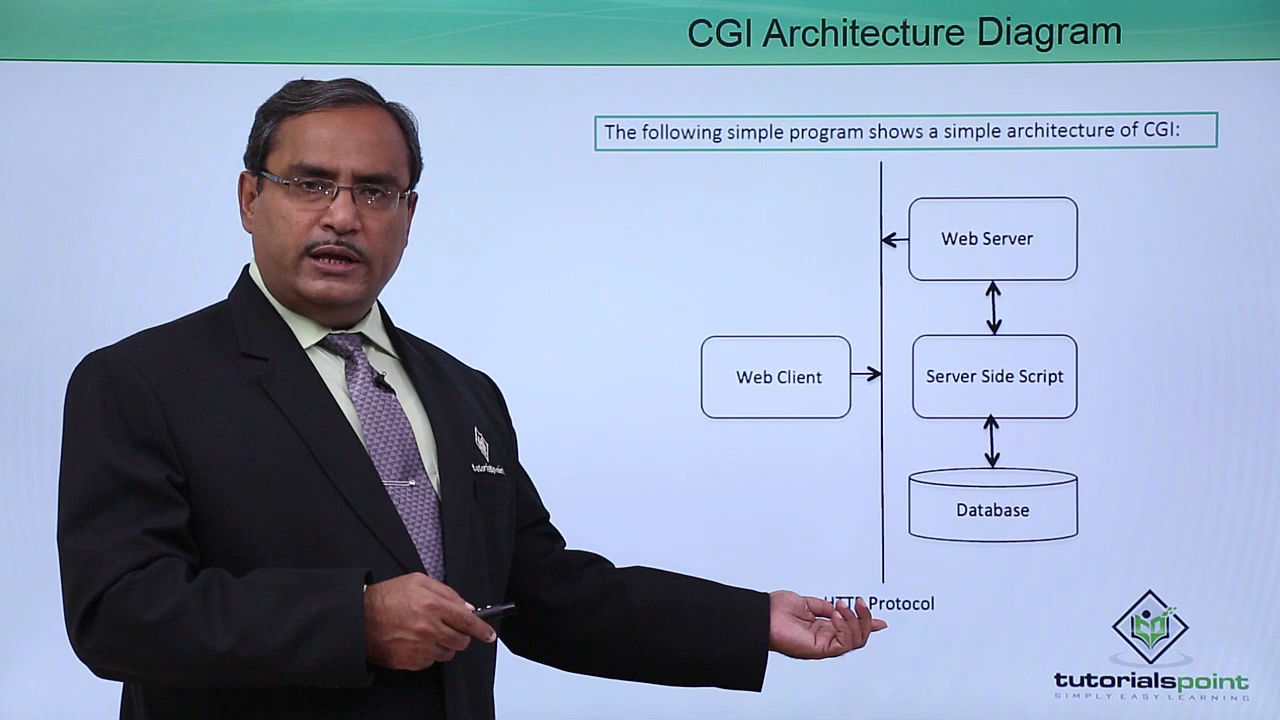 CGI Architecture Diagram
The following simple program shows a simple architecture of CGI:
Web Server
Web Client
Server Side Script
Database
Protocol
tutorialspoint
tutorialspoint
SIMPLY EASY LEARNING